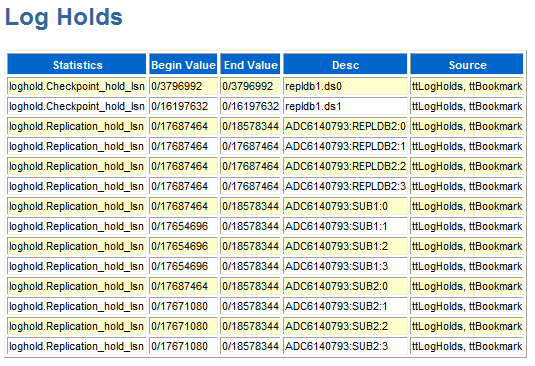 Log Holds
Statistics Begin Value End Value Desc Source
loghold.Checkpoint_hold_lsn 0/3796992 0/3796992 repldb1.ds0 ttLogHolds, ttBookmark
loghold.Checkpoint_hold_lsn 0/16197632 0/16197632 repldb1.ds1 ttLogHolds, ttBookmark
loghold.Replication_hold_lsn 0/17687464 0/18578344 ADC6140793:REPLDB2:0 ttLogHolds, ttBookmark
loghold.Replication_hold_lsn 0/17687464 0/18578344 ADC6140793:REPLDB2:1 ttLogHolds, ttBookmark
loghold.Replication_hold_lsn 0/17687464 0/18578344 ADC6140793:REPLDB2:2 ttLogHolds, ttBookmark
loghold.Replication_hold_lsn 0/17687464 0/18578344 ADC6140793:REPLDB2:3 ttLogHolds, ttBookmark
loghold.Replication_hold_lsn 0/17687464 0/18578344 ADC6140793:SUB1:0 ttLogHolds, ttBookmark
loghold.Replication_hold_lsn 0/17654696 0/18578344 ADC6140793:SUB1:1 ttLogHolds, ttBookmark
loghold.Replication_hold_lsn 0/17654696 0/18578344 ADC6140793:SUB1:2 ttLogHolds, ttBookmark
loghold.Replication_hold_lsn 0/17654696 0/18578344 ADC6140793:SUB1:3 ttLogHolds, ttBookmark
loghold.Replication_hold_lsn 0/17687464 0/18578344 ADC6140793:SUB2:0 ttLogHolds, ttBookmark
loghold.Replication_hold_lsn 0/17671080 0/18578344 ADC6140793:SUB2:1 ttLogHolds, ttBookmark
loghold.Replication_hold_lsn 0/17671080 0/18578344 ADC6140793:SUB2:2 ttLogHolds, ttBookmark
loghold.Replication_hold_lsn 0/17671080 0/18578344 ADC6140793:SUB2:3 ttLogHolds, ttBookmark